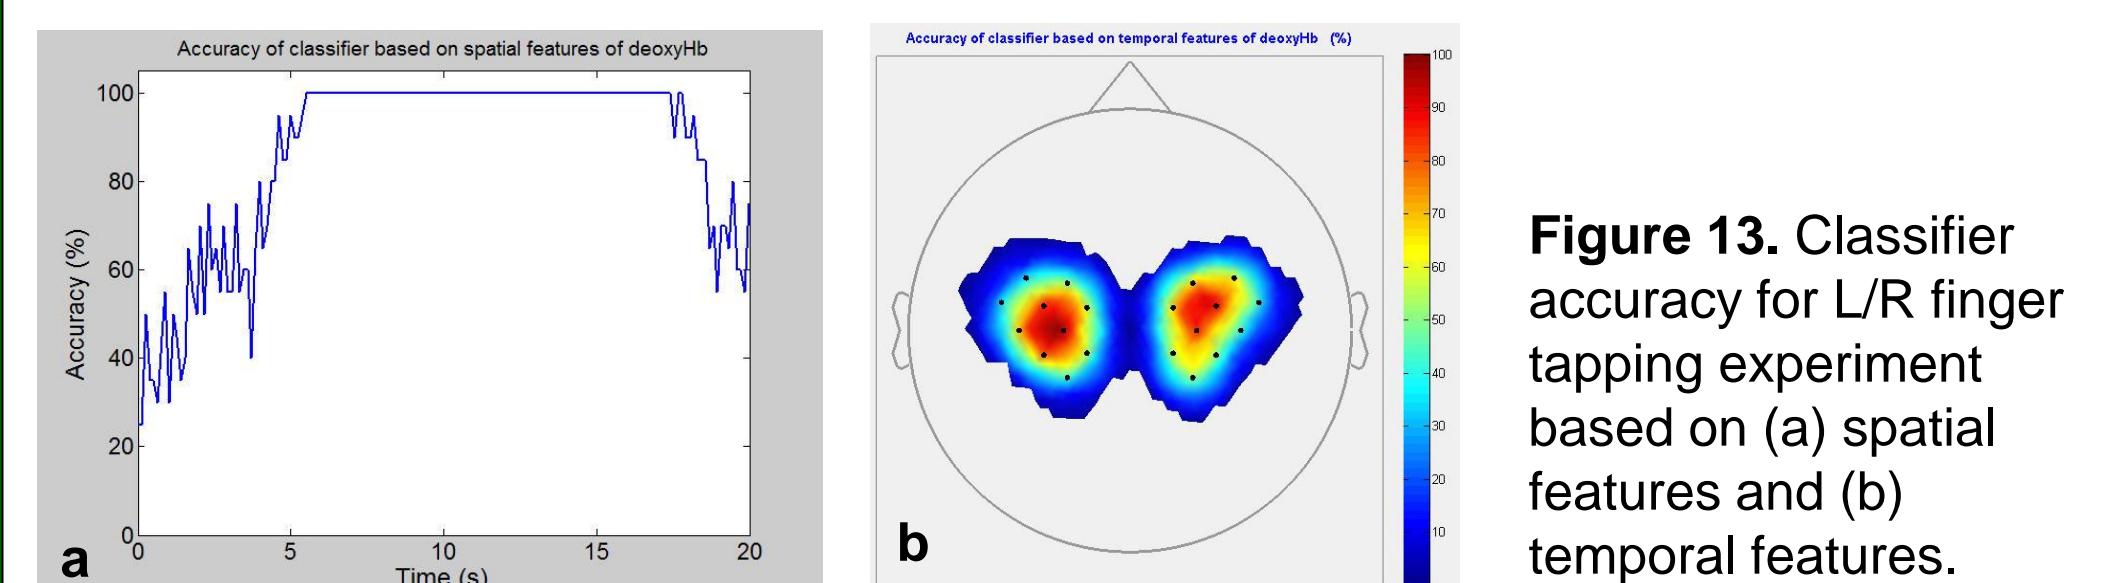 Accuracy of classifier based on spatial features of deoxyHb
100
80
60
40
20
0
Accuracy (%)
0 5 10 15 20
Time (s)
a
Accuracy of classifier based on temporal features of deoxyHb (%)
100
90
80
70
60
50
40
30
20
10
b
Figure 13. Classifier
accuracy for L/R finger
tapping experiment
based on (a) spatial
features and (b)
temporal features.